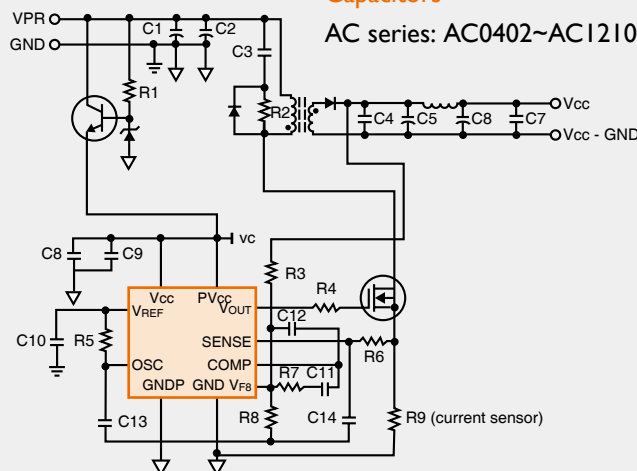 Capacitors
AC series: AC0402~AC1210
VPR
GND
C1
C2
C3
R1
R2
C4
C5
C8
C7
Vcc
Vcc - GND
vc
C8
C9
R3
R4
Vcc
PVcc
VREF
VOUT
C12
C10
R5
SENSE
R6
OSC
COMP
R7
C11
GNDP
GND
VF8
C13
R8
C14
R9 (current sensor)